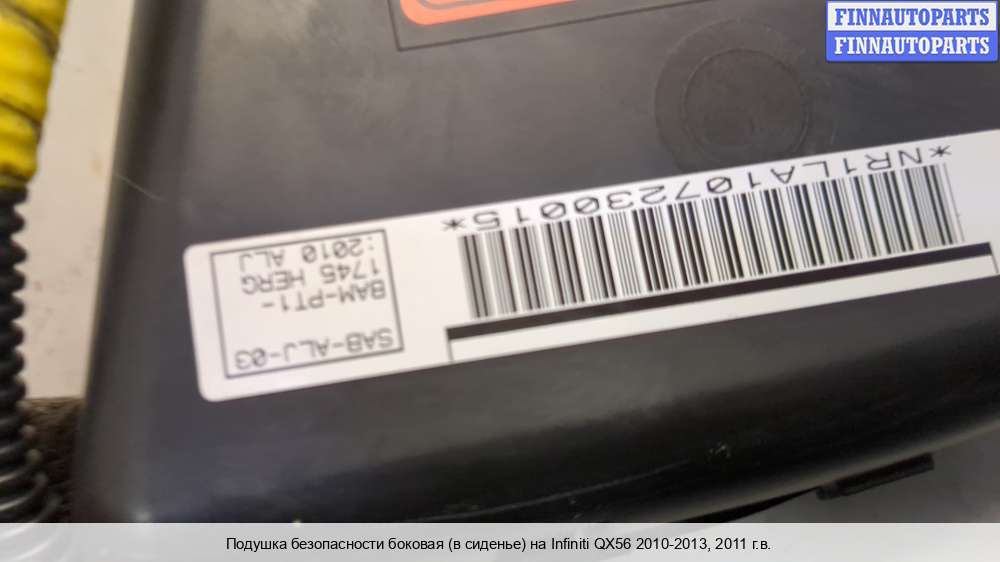 FINNAUTOPARTS
FINNAUTOPARTS
*NR1LA1072300015*
SAB-ALJ-03
BAM-PT1-
1745 HERG
:2010 ALJ
Подушка безопасности боковая (в сиденье) на Infiniti QX56 2010-2013, 2011 г.в.